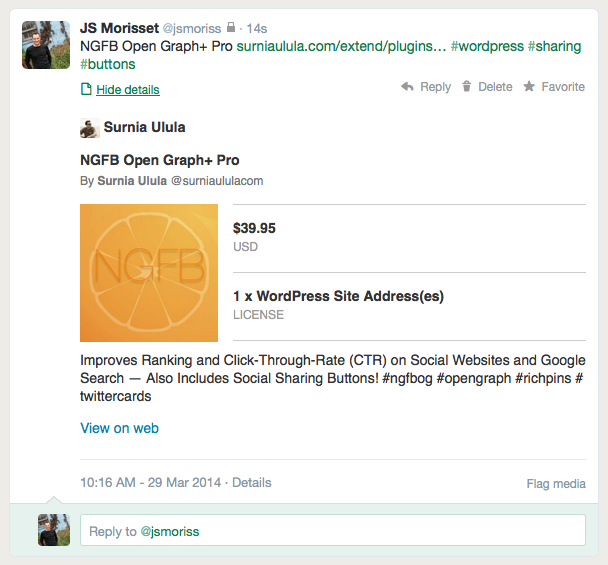 JS Morisset @jsmoriss · 14s
NGFB Open Graph+ Pro surniaulula.com/extend/plugins… #wordpress #sharing
#buttons
Hide details
Reply Delete Favorite
Surnia Ulula
NGFB Open Graph+ Pro
By Surnia Ulula @surniaululacom
NGFB
$39.95
USD
1 x WordPress Site Address(es)
LICENSE
Improves Ranking and Click-Through-Rate (CTR) on Social Websites and Google
Search — Also Includes Social Sharing Buttons! #ngfbog #opengraph #richpins #
twittercards
View on web
10:16 AM - 29 Mar 2014 · Details
Flag media
Reply to @jsmoriss